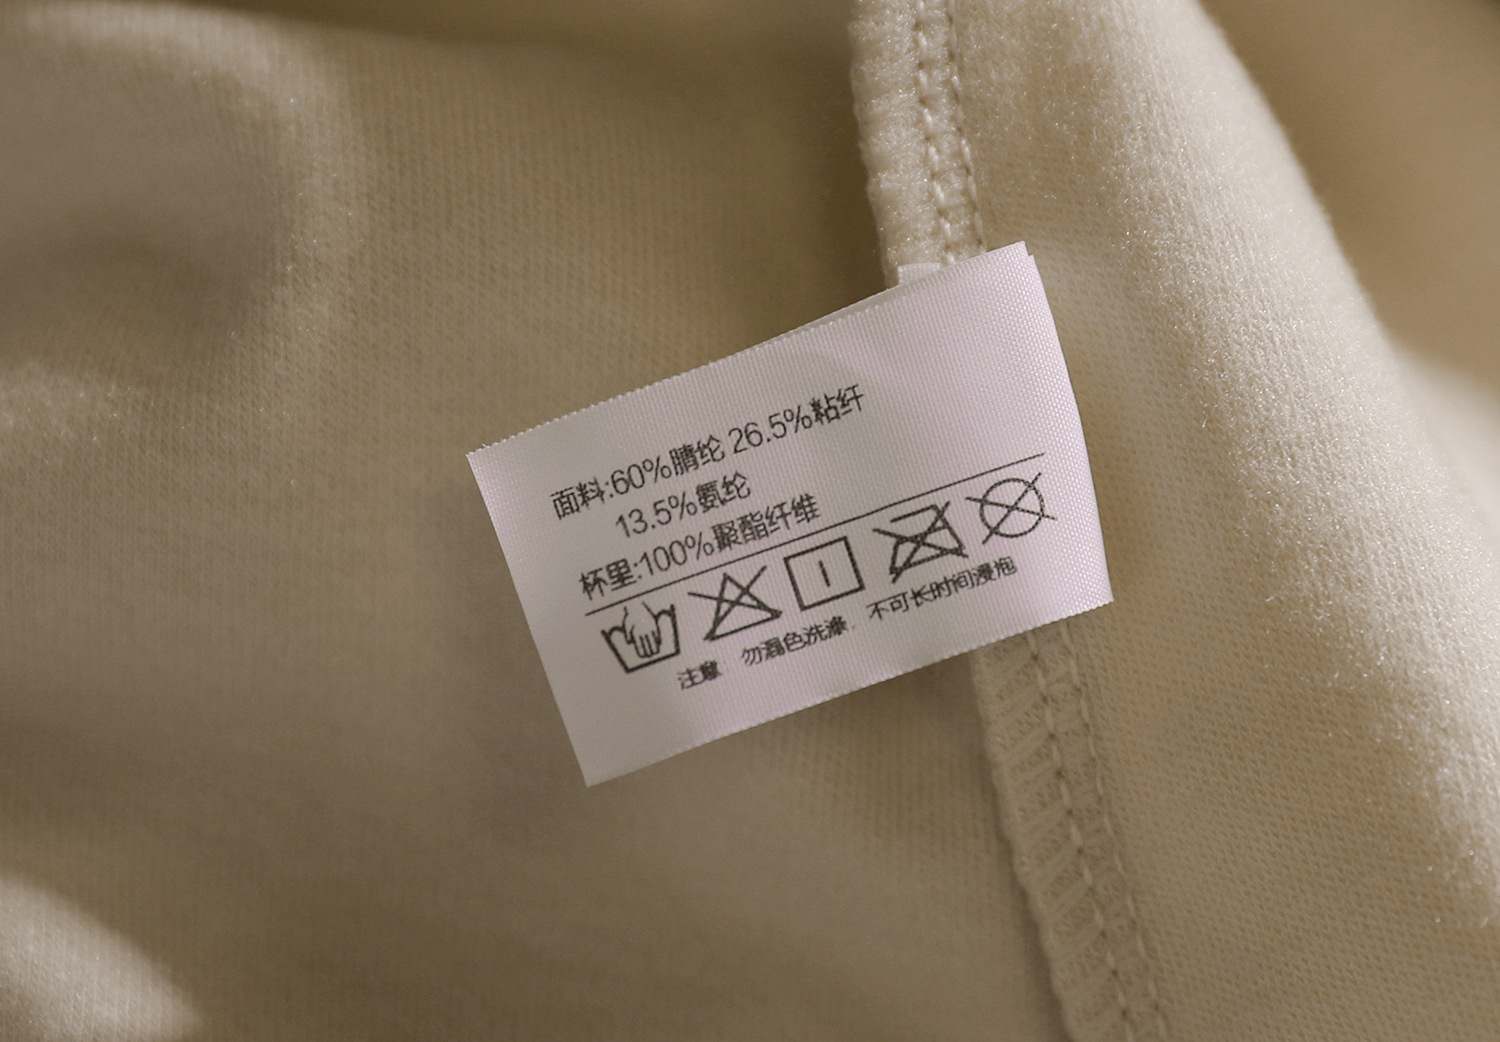 面料:60%腈纶 26.5%粘纤
13.5%氨纶
杯里:100%聚酯纤维
注意 勿混色洗涤 不可长时间浸泡